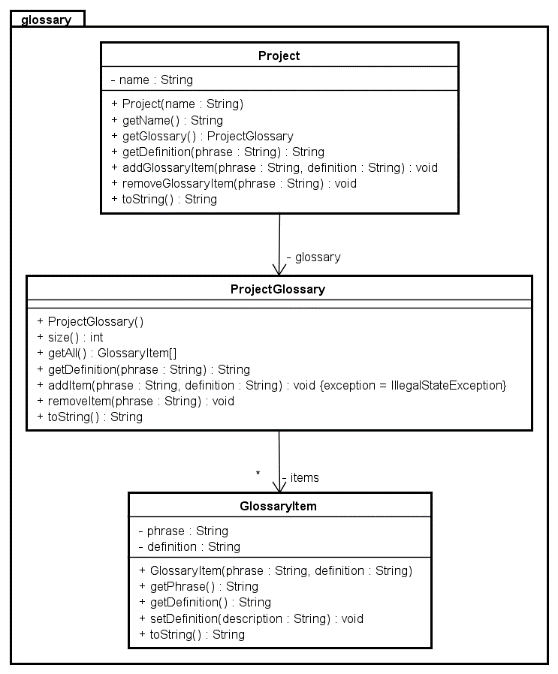 glossary
Project
- name : String
+ Project(name : String)
+ getName() : String
+ getGlossary() : ProjectGlossary
+ getDefinition(phrase : String) : String
+ addGlossaryItem(phrase : String, definition : String) : void
+ removeGlossaryItem(phrase : String) : void
+ toString() : String
- glossary
ProjectGlossary
+ ProjectGlossary()
+ size() : int
+ getAll() : GlossaryItem[]
+ getDefinition(phrase : String) : String
+ addItem(phrase : String, definition : String) : void {exception = IllegalStateException}
+ removeItem(phrase : String) : void
+ toString() : String
* - items
GlossaryItem
- phrase : String
- definition : String
+ GlossaryItem(phrase : String, definition : String)
+ getPhrase() : String
+ getDefinition() : String
+ setDefinition(description : String) : void
+ toString() : String